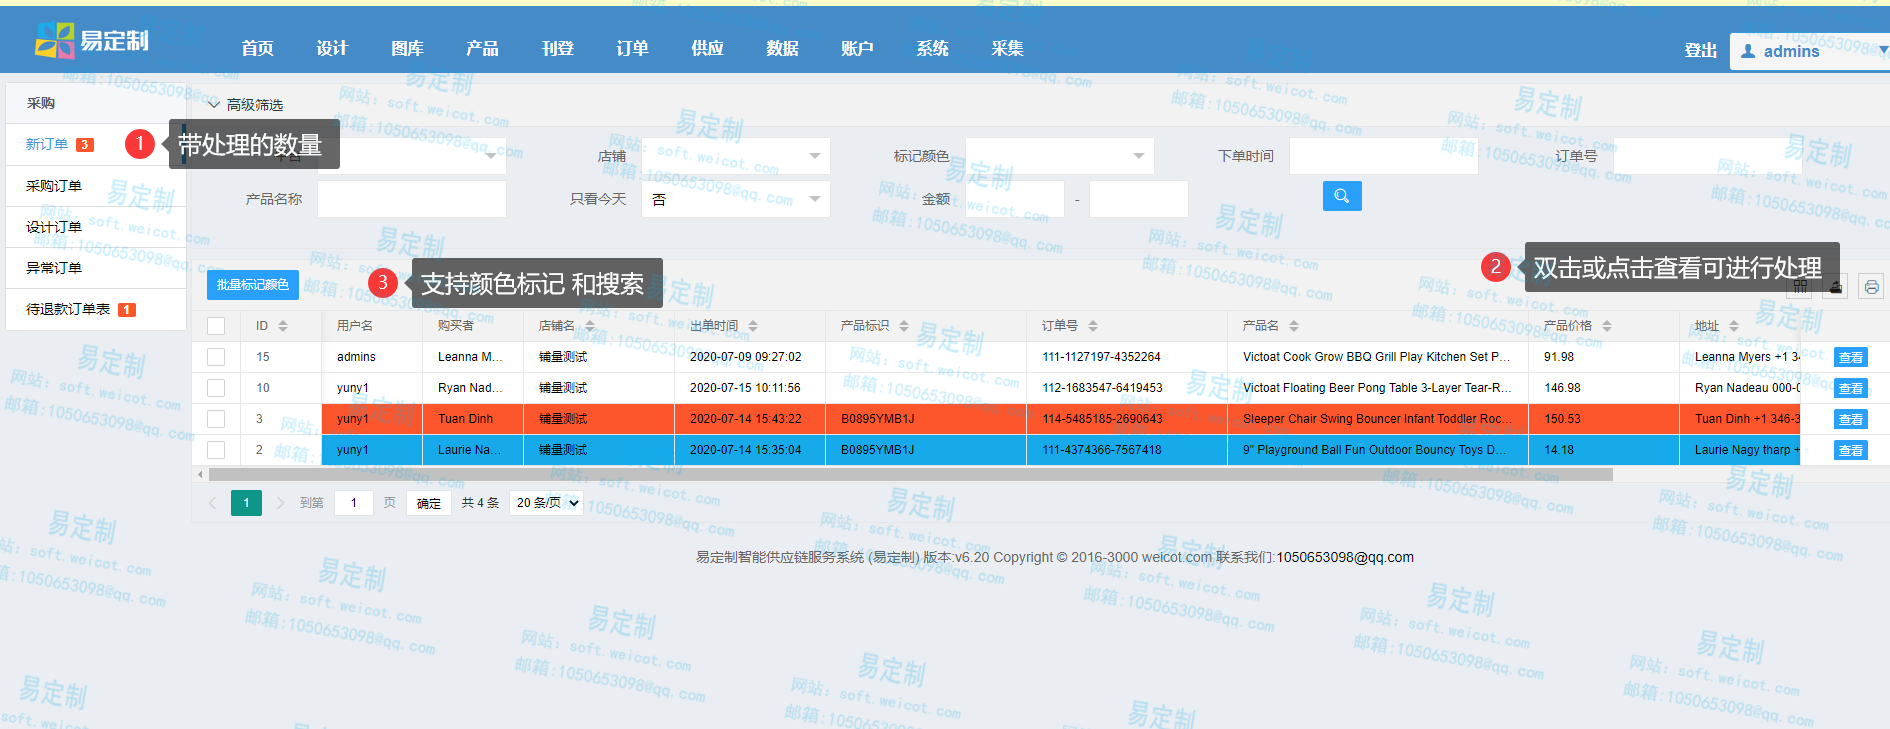 易定制
首页 设计 图库 产品 刊登 订单 供应 数据 账户 系统 采集
登出 admins
采购
新订单 3
采购订单
设计订单
异常订单
待退款订单表 1
1 带处理的数量
高级筛选
店铺 标记颜色 下单时间 订单号
产品名称 只看今天 否 金额 -
批量标记颜色
3 支持颜色标记 和搜索
2 双击或点击查看可进行处理
ID 用户名 购买者 店铺名 出单时间 产品标识 订单号 产品名 产品价格 地址
15 admins Leanna M... 铺量测试 2020-07-09 09:27:02 111-1127197-4352264 Victoat Cook Grow BBQ Grill Play Kitchen Set P... 91.98 Leanna Myers +1 3- 查看
10 yuny1 Ryan Nad... 铺量测试 2020-07-15 10:11:56 112-1683547-6419453 Victoat Floating Beer Pong Table 3-Layer Tear-R... 146.98 Ryan Nadeau 000-0 查看
3 yuny1 Tuan Dinh 铺量测试 2020-07-14 15:43:22 B0895YMB1J 114-5485185-2690643 Sleeper Chair Swing Bouncer Infant Toddler Roc... 150.53 Tuan Dinh +1 346-3 查看
2 yuny1 Laurie Na... 铺量测试 2020-07-14 15:35:04 B0895YMB1J 111-4374366-7567418 9" Playground Ball Fun Outdoor Bouncy Toys D... 14.18 Laurie Nagy tharp + 查看
1 到第 1 页 确定 共 4 条 20 条/页
易定制智能供应链服务系统 (易定制) 版本:v6.20 Copyright © 2016-3000 weicot.com 联系我们:1050653098@qq.com
易定制
网站: soft.weicot.com
邮箱:1050653098@qq.com